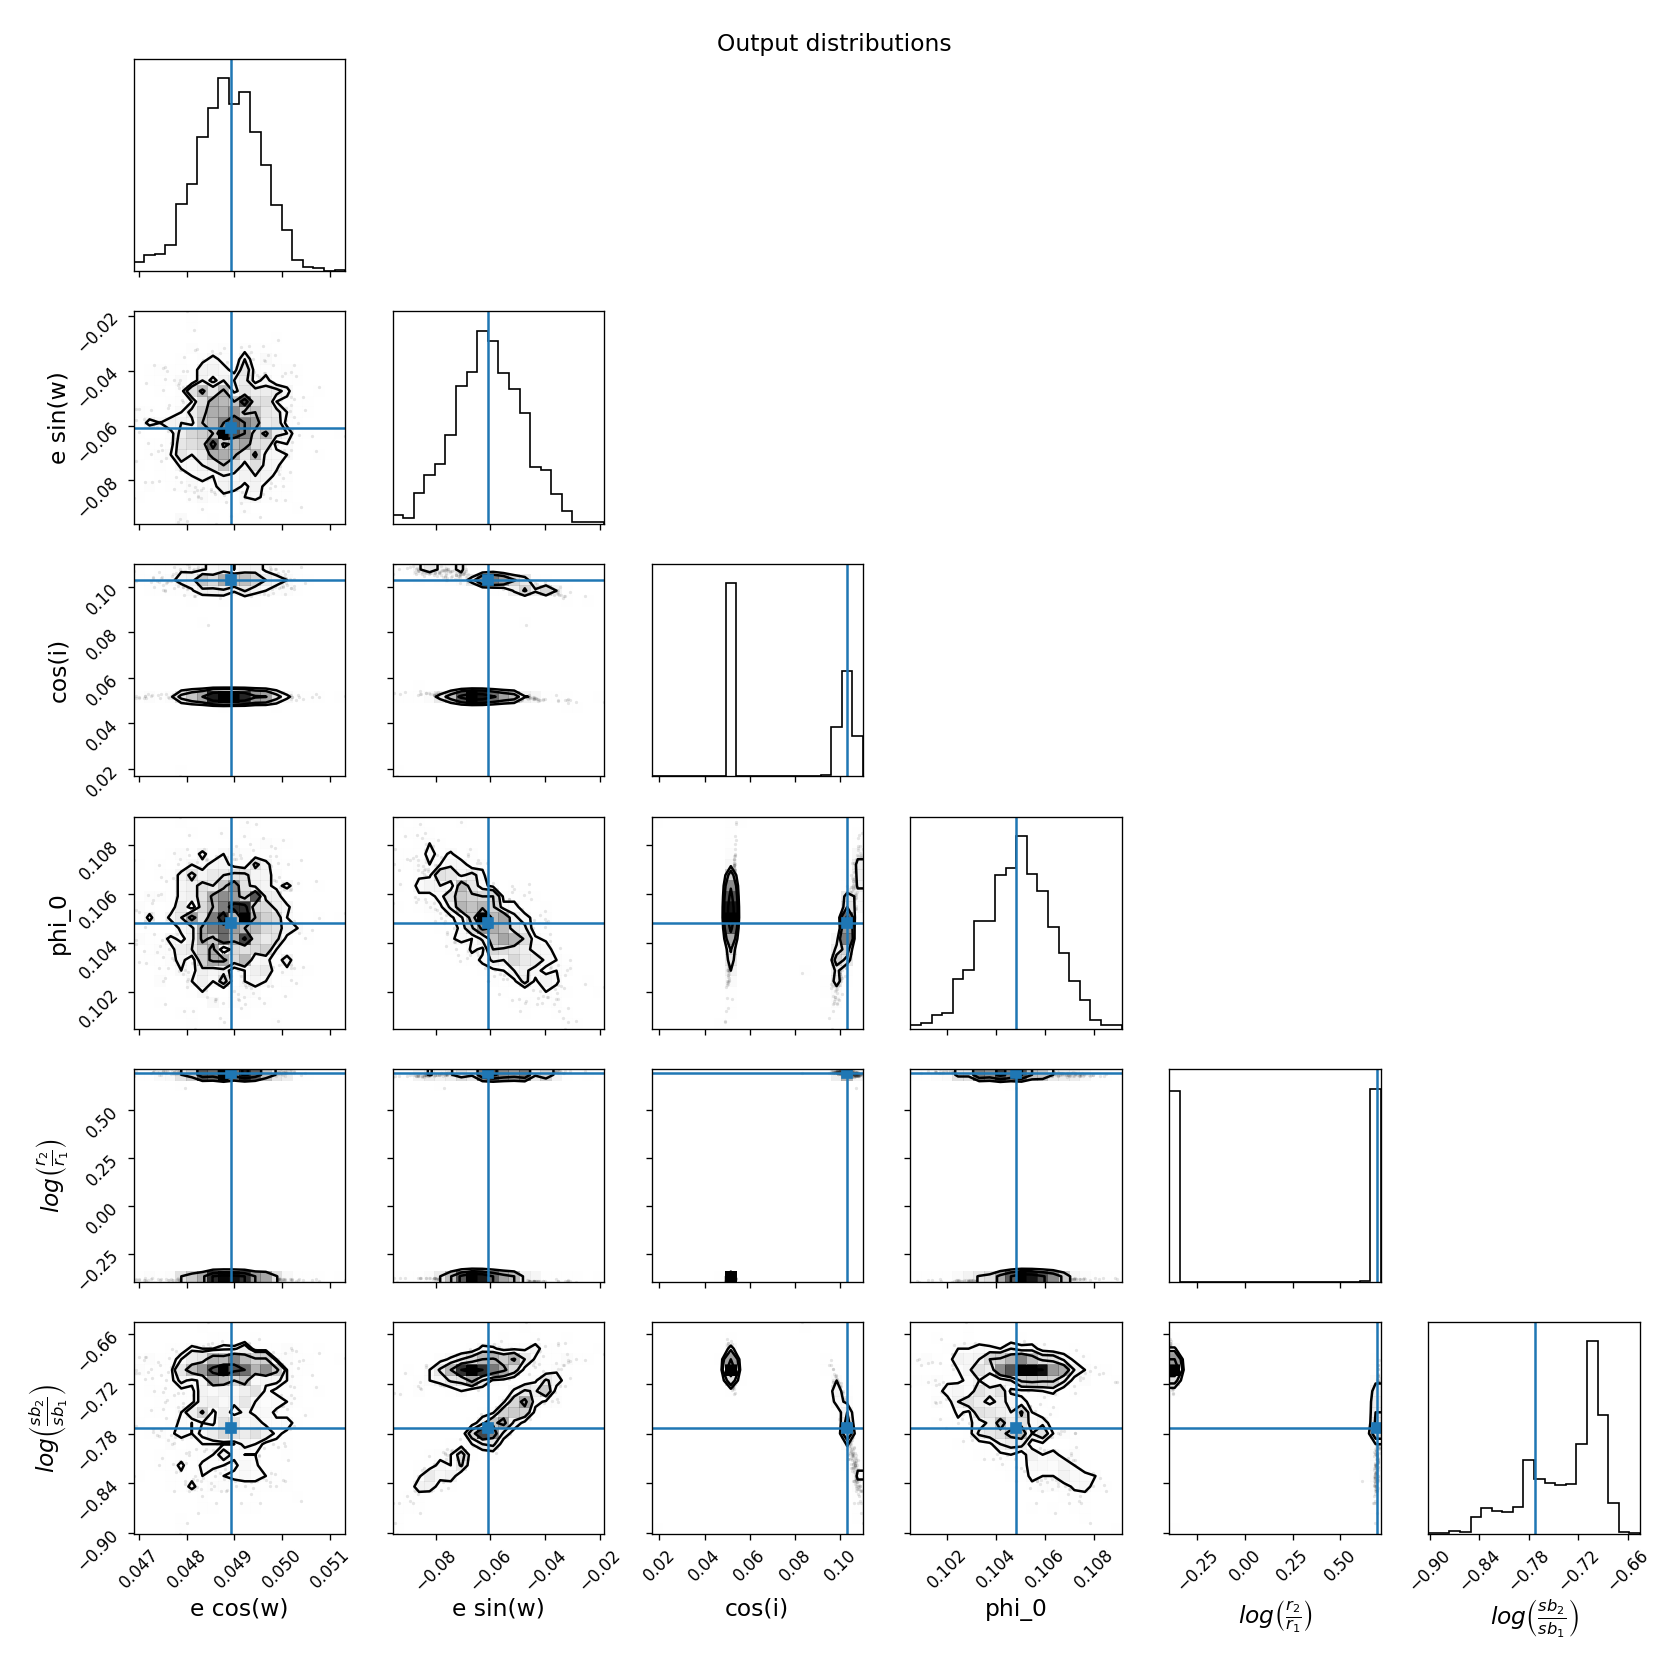 Output distributions
e sin(w)
−0.02
−0.04
−0.06
−0.08
cos(i)
0.10
0.08
0.06
0.04
0.02
phi_0
0.108
0.106
0.104
0.102
log(r₂/r₁)
0.50
0.25
0.00
−0.25
log(sb₂/sb₁)
−0.66
−0.72
−0.78
−0.84
−0.90
0.047 0.048 0.049 0.050 0.051 −0.08 −0.06 −0.04 −0.02 0.02 0.04 0.06 0.08 0.10 0.102 0.104 0.106 0.108 −0.25 0.00 0.25 0.50 −0.90 −0.84 −0.78 −0.72 −0.66
e cos(w) e sin(w) cos(i) phi_0 log(r₂/r₁) log(sb₂/sb₁)